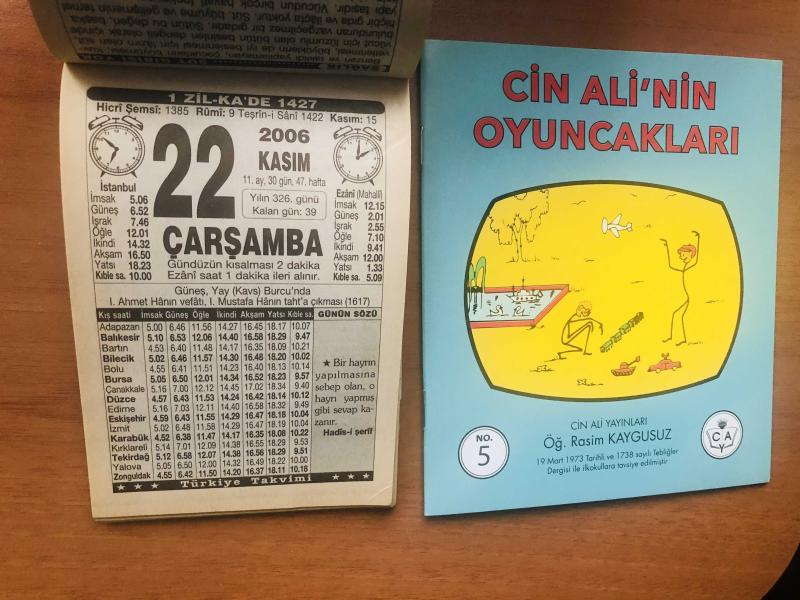 SAĞLIK
1 ZİL-KA'DE 1427
Hicrî Şemsî: 1385 Rûmî: 9 Teşrîn-i Sânî 1422 Kasım: 15
22
2006
KASIM
11. ay, 30 gün, 47. hafta
Yılın 326. günü
Kalan gün: 39
ÇARŞAMBA
Gündüzün kısalması 2 dakika
Ezânî saat 1 dakika ileri alınır.
İstanbul
İmsak 5.06
Güneş 6.52
İşrak 7.46
Öğle 12.01
İkindi 14.32
Akşam 16.50
Yatsı 18.23
Kıble sa. 10.00
Ezânî (Mahallî)
İmsak 12.15
Güneş 2.01
İşrak 2.55
Öğle 7.10
İkindi 9.41
Akşam 12.00
Yatsı 1.33
Kıble sa. 5.09
Güneş, Yay (Kavs) Burcu'nda
I. Ahmet Hânın vefâtı, I. Mustafa Hânın taht'a çıkması (1617)
Kış saati İmsak Güneş Öğle İkindi Akşam Yatsı Kıble sa.
Adapazarı 5.00 6.46 11.56 14.27 16.45 18.17 10.07
Balıkesir 5.10 6.53 12.06 14.40 16.58 18.29 9.47
Bartın 4.53 6.40 11.48 14.17 16.35 18.09 10.21
Bilecik 5.02 6.46 11.57 14.30 16.48 18.20 10.02
Bolu 4.55 6.41 11.51 14.23 16.40 18.13 10.14
Bursa 5.05 6.50 12.01 14.34 16.52 18.23 9.57
Çanakkale 5.16 7.00 12.12 14.45 17.02 18.34 9.40
Düzce 4.57 6.43 11.53 14.24 16.42 18.14 10.12
Edirne 5.16 7.03 12.11 14.40 16.58 18.32 9.49
Eskişehir 4.59 6.43 11.55 14.29 16.47 18.18 10.04
İzmit 5.02 6.48 11.58 14.29 16.46 18.19 10.04
Karabük 4.52 6.38 11.47 14.17 16.35 18.08 10.22
Kırklareli 5.14 7.01 12.09 14.38 16.55 18.29 9.53
Tekirdağ 5.12 6.58 12.07 14.38 16.56 18.29 9.51
Yalova 5.05 6.50 12.00 14.32 16.49 18.22 10.00
Zonguldak 4.55 6.42 11.50 14.20 16.37 18.11 10.18
GÜNÜN SÖZÜ
★ Bir hayrın
yapılmasına
sebep olan, o
hayrı yapmış
gibi sevap ka-
zanır.
Hadîs-i şerîf
★ ★ ★ Türkiye Takvimi ★ ★ ★
CİN ALİ'NİN
OYUNCAKLARI
CİN ALİ YAYINLARI
Öğ. Rasim KAYGUSUZ
19 Mart 1973 Tarihli ve 1738 sayılı Tebliğler
Dergisi ile ilkokullara tavsiye edilmiştir
NO.
5
C A
Y